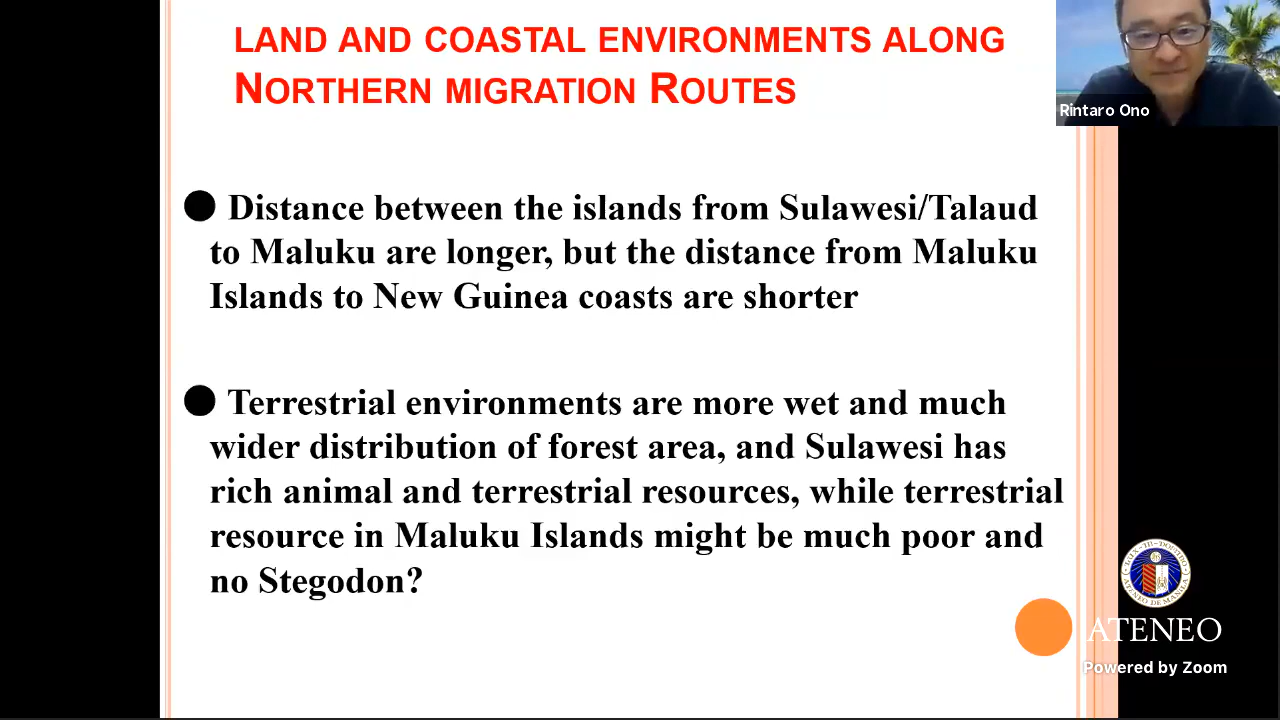 LAND AND COASTAL ENVIRONMENTS ALONG
NORTHERN MIGRATION ROUTES
Rintaro Ono
● Distance between the islands from Sulawesi/Talaud
to Maluku are longer, but the distance from Maluku
Islands to New Guinea coasts are shorter
● Terrestrial environments are more wet and much
wider distribution of forest area, and Sulawesi has
rich animal and terrestrial resources, while terrestrial
resource in Maluku Islands might be much poor and
no Stegodon?
ATENEO
Powered by Zoom